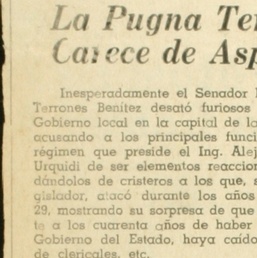 La Pugna Te
Carece de Asp
Inesperadamente el Senador
Terrones Benítez desató furiosos
Gobierno local en la capital de la
acusando a los principales funci
régimen que preside el Ing. Alej
Urquidi de ser elementos reaccion
dándolos de cristeros a los que, s
gislador, atacó durante los años
29, mostrando su sorpresa de que
te a los cuarenta años de haber
Gobierno del Estado, haya caído
de clericales, etc.